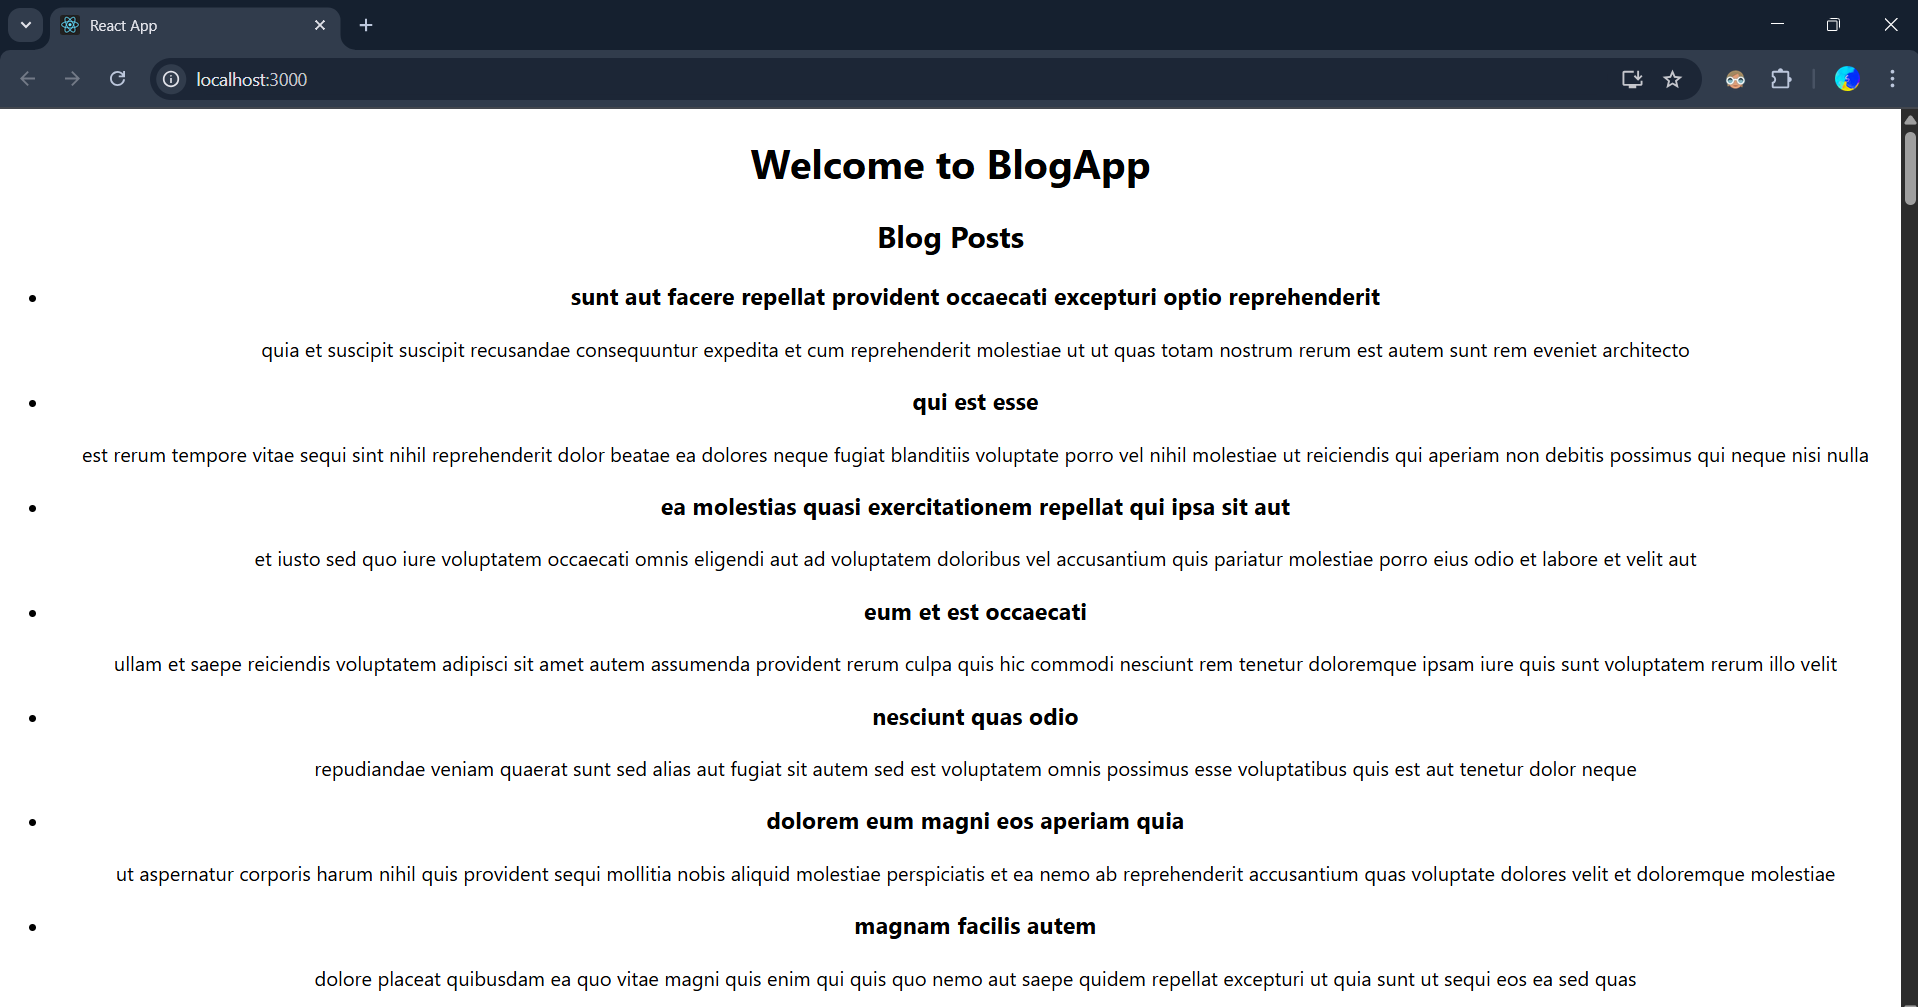 React App
localhost:3000
Welcome to BlogApp
Blog Posts
sunt aut facere repellat provident occaecati excepturi optio reprehenderit
quia et suscipit suscipit recusandae consequuntur expedita et cum reprehenderit molestiae ut ut quas totam nostrum rerum est autem sunt rem eveniet architecto
qui est esse
est rerum tempore vitae sequi sint nihil reprehenderit dolor beatae ea dolores neque fugiat blanditiis voluptate porro vel nihil molestiae ut reiciendis qui aperiam non debitis possimus qui neque nisi nulla
ea molestias quasi exercitationem repellat qui ipsa sit aut
et iusto sed quo iure voluptatem occaecati omnis eligendi aut ad voluptatem doloribus vel accusantium quis pariatur molestiae porro eius odio et labore et velit aut
eum et est occaecati
ullam et saepe reiciendis voluptatem adipisci sit amet autem assumenda provident rerum culpa quis hic commodi nesciunt rem tenetur doloremque ipsam iure quis sunt voluptatem rerum illo velit
nesciunt quas odio
repudiandae veniam quaerat sunt sed alias aut fugiat sit autem sed est voluptatem omnis possimus esse voluptatibus quis est aut tenetur dolor neque
dolorem eum magni eos aperiam quia
ut aspernatur corporis harum nihil quis provident sequi mollitia nobis aliquid molestiae perspiciatis et ea nemo ab reprehenderit accusantium quas voluptate dolores velit et doloremque molestiae
magnam facilis autem
dolore placeat quibusdam ea quo vitae magni quis enim qui quis quo nemo aut saepe quidem repellat excepturi ut quia sunt ut sequi eos ea sed quas